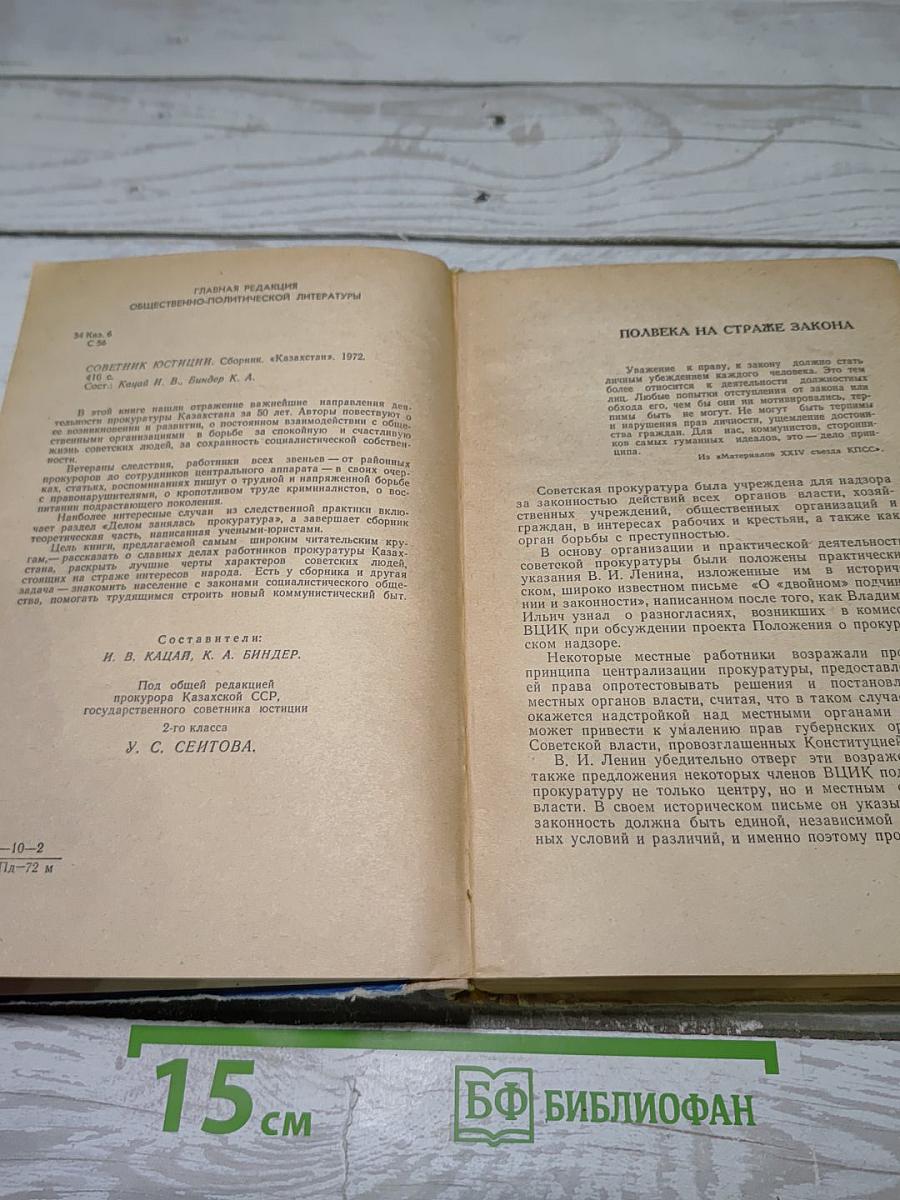 ГЛАВНАЯ РЕДАКЦИЯ
ОБЩЕСТВЕННО-ПОЛИТИЧЕСКОЙ ЛИТЕРАТУРЫ
34 Каз. 6
С 56
СОВЕТНИК ЮСТИЦИИ. Сборник. «Казахстан». 1972.
416 с.
Сост.: Кацай И. В., Биндер К. А.
В этой книге нашли отражение важнейшие направления дея-
тельности прокуратуры Казахстана за 50 лет. Авторы повествуют о
ее возникновении и развитии, о постоянном взаимодействии с обще-
ственными организациями в борьбе за спокойную и счастливую
жизнь советских людей, за сохранность социалистической собствен-
ности.
Ветераны следствия, работники всех звеньев — от районных
прокуроров до сотрудников центрального аппарата — в своих очер-
ках, статьях, воспоминаниях пишут о трудной и напряженной борьбе
с правонарушителями, о кропотливом труде криминалистов, о вос-
питании подрастающего поколения.
Наиболее интересные случаи из следственной практики вклю-
чает раздел «Делом занялась прокуратура», а завершает сборник
теоретическая часть, написанная учеными-юристами.
Цель книги, предлагаемой самым широким читательским кру-
гам,— рассказать о славных делах работников прокуратуры Казах-
стана, раскрыть лучшие черты характеров советских людей,
стоящих на страже интересов народа. Есть у сборника и другая
задача — знакомить население с законами социалистического обще-
ства, помогать трудящимся строить новый коммунистический быт.
Составители:
И. В. КАЦАЙ, К. А. БИНДЕР.
Под общей редакцией
прокурора Казахской ССР,
государственного советника юстиции
2-го класса
У. С. СЕИТОВА.
—10—2
Пд—72 м
ПОЛВЕКА НА СТРАЖЕ ЗАКОНА
Уважение к праву, к закону должно стать
личным убеждением каждого человека. Это тем
более относится к деятельности должностных
лиц. Любые попытки отступления от закона или
обхода его, чем бы они ни мотивировались, тер-
пимы быть не могут. Не могут быть терпимы
и нарушения прав личности, ущемление достоин-
ства граждан. Для нас, коммунистов, сторонни-
ков самых гуманных идеалов, это — дело прин-
ципа.
Из «Материалов XXIV съезда КПСС».
Советская прокуратура была учреждена для надзора
за законностью действий всех органов власти, хозяй-
ственных учреждений, общественных организаций и
граждан, в интересах рабочих и крестьян, а также как
орган борьбы с преступностью.
В основу организации и практической деятельност
советской прокуратуры были положены практически
указания В. И. Ленина, изложенные им в историче
ском, широко известном письме «О «двойном» подчин
нии и законности», написанном после того, как Владим
Ильич узнал о разногласиях, возникших в комисс
ВЦИК при обсуждении проекта Положения о прокур
ском надзоре.
Некоторые местные работники возражали про
принципа централизации прокуратуры, предоставле
ей права опротестовывать решения и постановл
местных органов власти, считая, что в таком случа
окажется надстройкой над местными органами
может привести к умалению прав губернских ор
Советской власти, провозглашенных Конституцией
В. И. Ленин убедительно отверг эти возраже
также предложения некоторых членов ВЦИК под
прокуратуру не только центру, но и местным о
власти. В своем историческом письме он указы
законность должна быть единой, независимой
ных условий и различий, и именно поэтому про
15 см
БФ БИБЛИОФАН